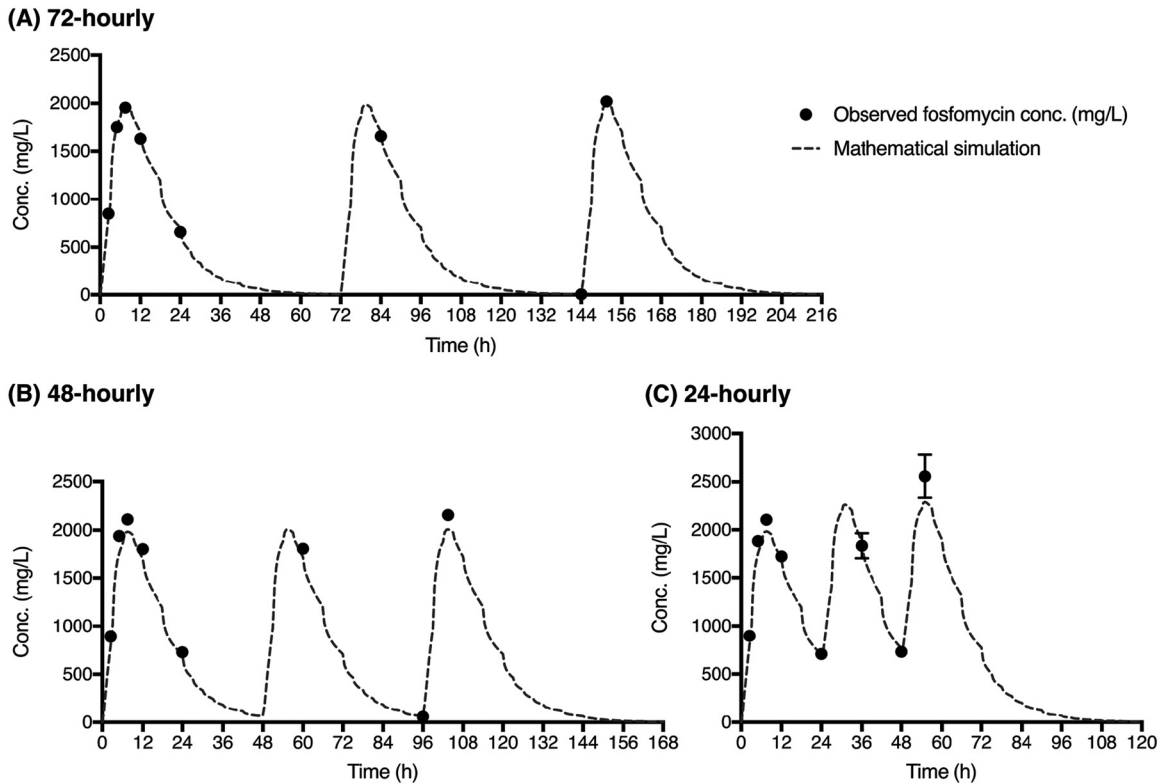 (A) 72-hourly
2500
2000
1500
1000
500
0
Conc. (mg/L)
0 12 24 36 48 60 72 84 96 108 120 132 144 156 168 180 192 204 216
Time (h)
Observed fosfomycin conc. (mg/L)
Mathematical simulation
(B) 48-hourly
2500
2000
1500
1000
500
0
Conc. (mg/L)
0 12 24 36 48 60 72 84 96 108 120 132 144 156 168
Time (h)
(C) 24-hourly
3000
2500
2000
1500
1000
500
0
Conc. (mg/L)
0 12 24 36 48 60 72 84 96 108 120
Time (h)